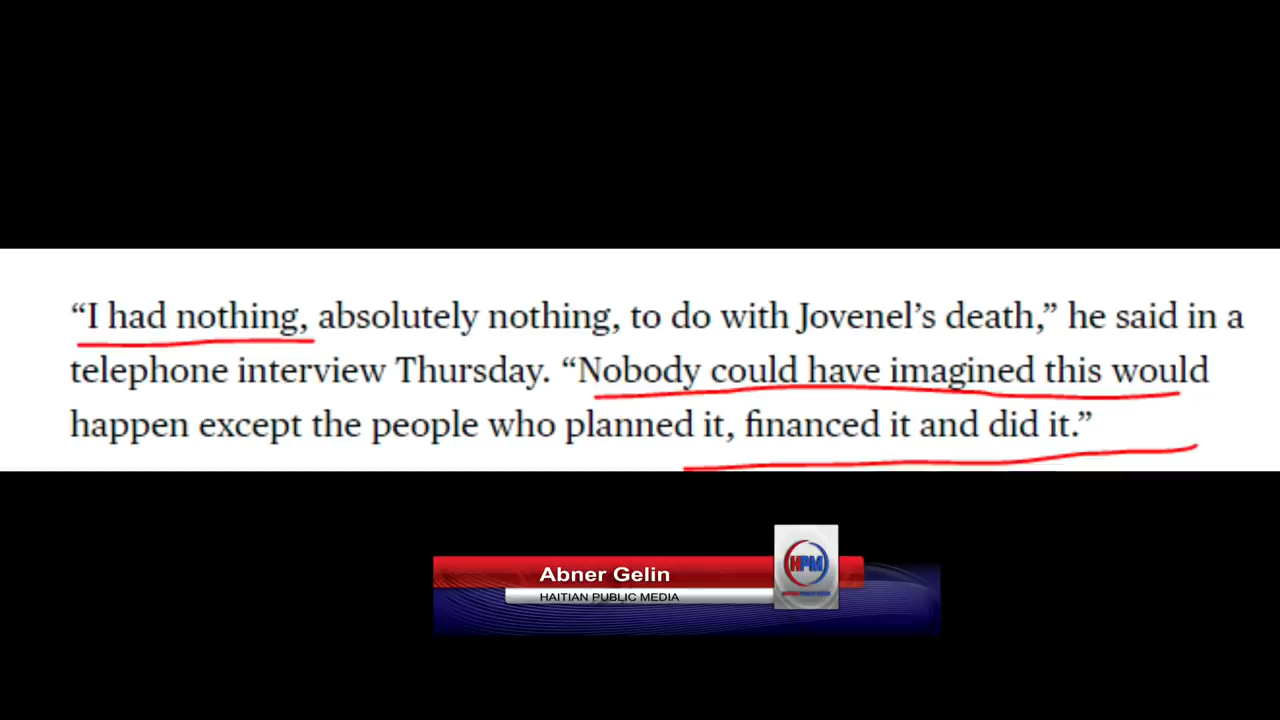 “I had nothing, absolutely nothing, to do with Jovenel’s death,” he said in a
telephone interview Thursday. “Nobody could have imagined this would
happen except the people who planned it, financed it and did it.”
Abner Gelin
HAITIAN PUBLIC MEDIA
HPM